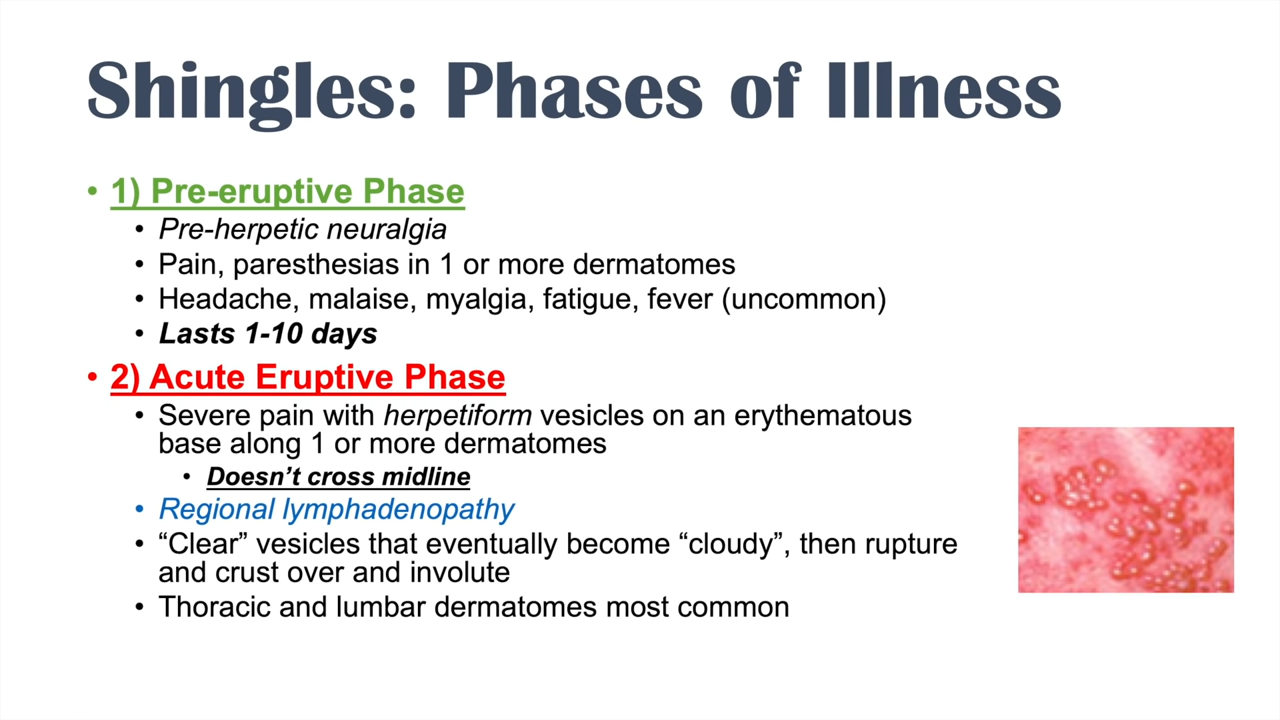 Shingles: Phases of Illness
• 1) Pre-eruptive Phase
• Pre-herpetic neuralgia
• Pain, paresthesias in 1 or more dermatomes
• Headache, malaise, myalgia, fatigue, fever (uncommon)
• Lasts 1-10 days
• 2) Acute Eruptive Phase
• Severe pain with herpetiform vesicles on an erythematous
base along 1 or more dermatomes
• Doesn’t cross midline
• Regional lymphadenopathy
• “Clear” vesicles that eventually become “cloudy”, then rupture
and crust over and involute
• Thoracic and lumbar dermatomes most common